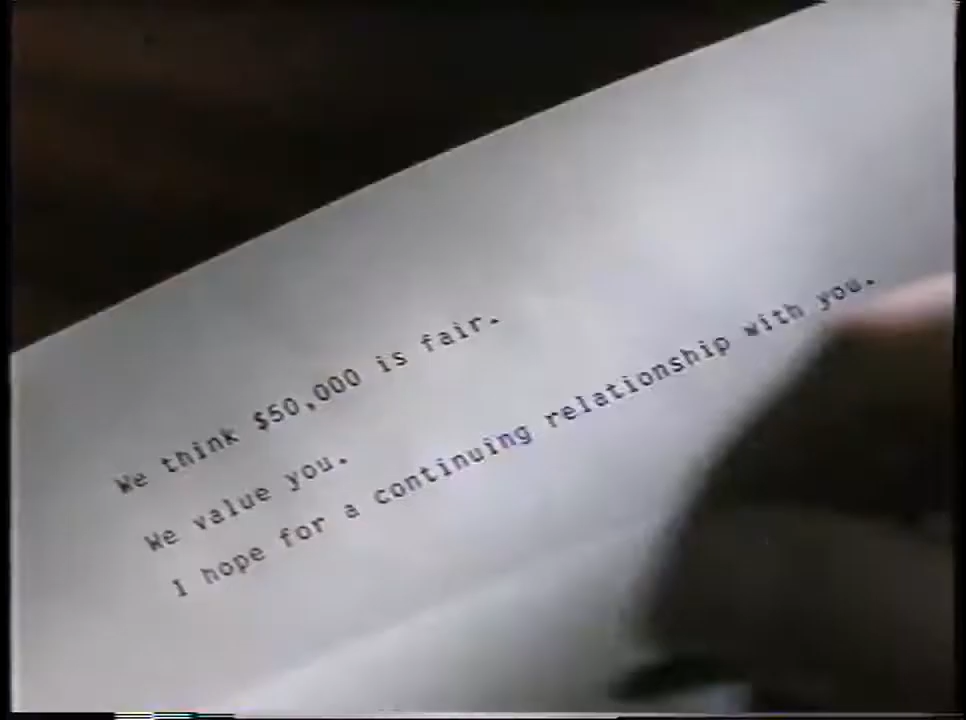 We think $50,000 is fair.
We value you.
I hope for a continuing relationship with you.